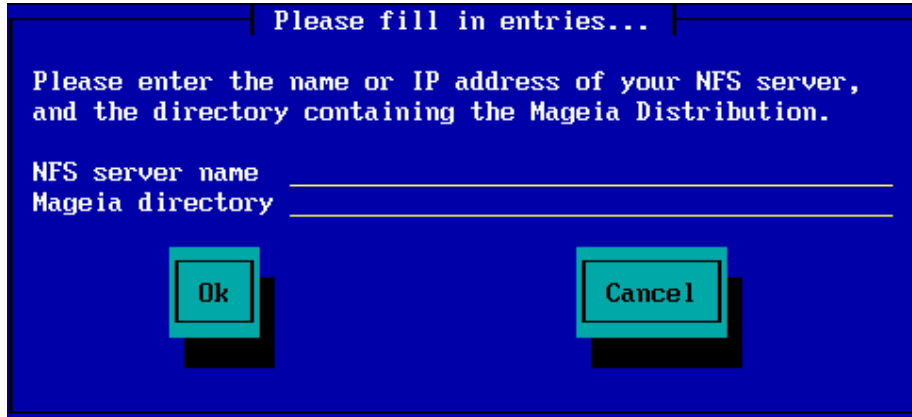 Please fill in entries...
Please enter the name or IP address of your NFS server,
and the directory containing the Mageia Distribution.
NFS server name
Mageia directory
Ok
Cancel